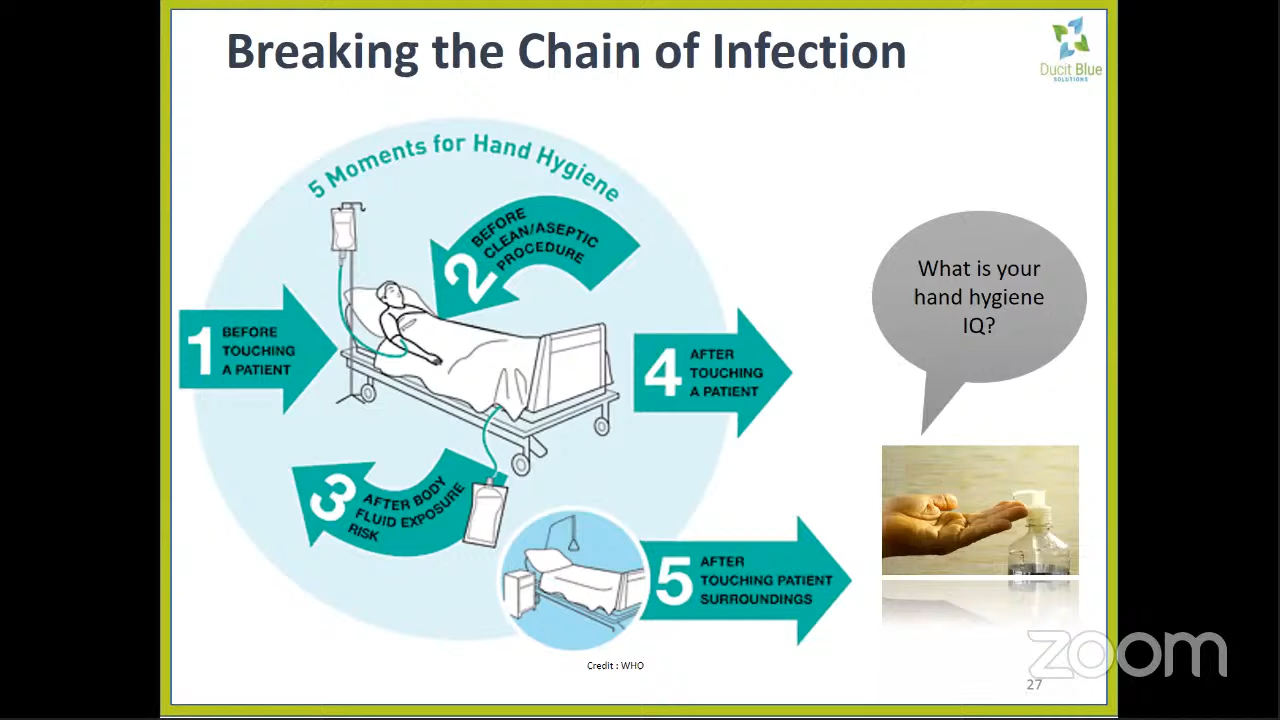 Breaking the Chain of Infection
Ducit Blue
SOLUTIONS
5 Moments for Hand Hygiene
1
BEFORE
TOUCHING
A PATIENT
2
BEFORE
CLEAN/ASEPTIC
PROCEDURE
3
AFTER BODY
FLUID EXPOSURE
RISK
4
AFTER
TOUCHING
A PATIENT
5
AFTER
TOUCHING PATIENT
SURROUNDINGS
What is your
hand hygiene
IQ?
Credit : WHO
zoom
27